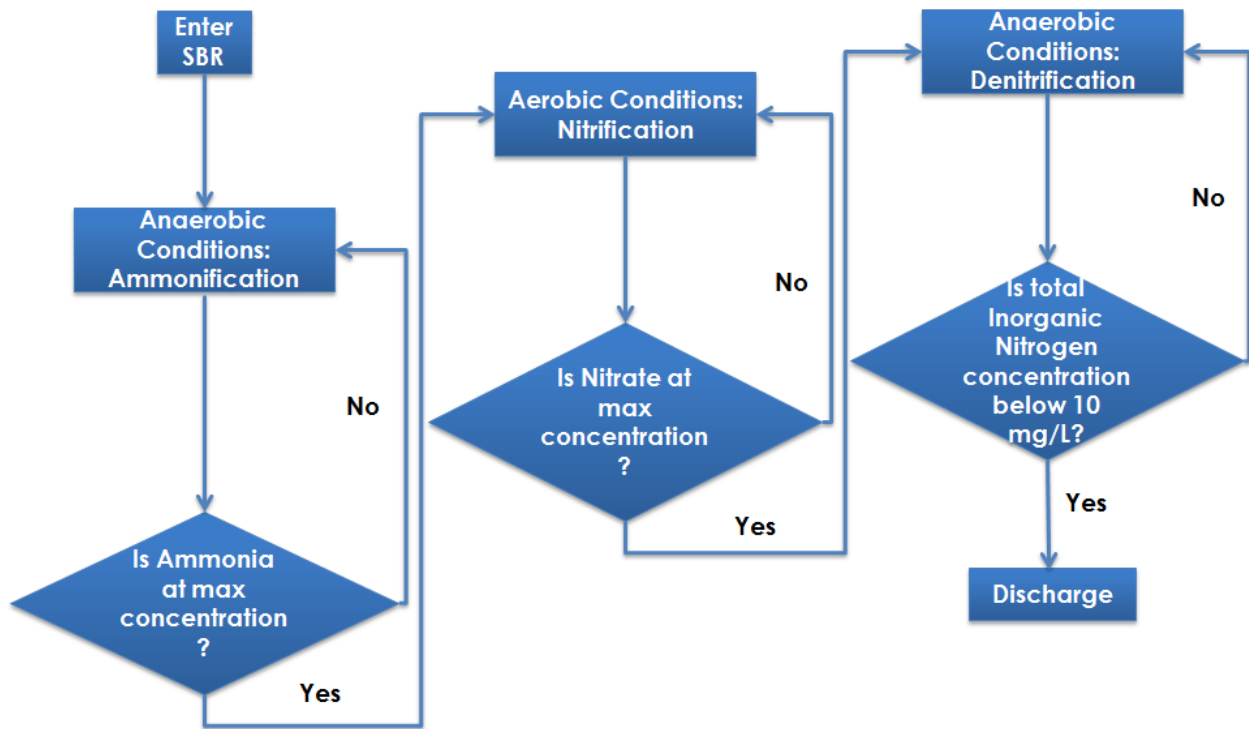 Enter
SBR
Anaerobic
Conditions:
Ammonification
No
Is Ammonia
at max
concentration
?
Yes
Aerobic Conditions:
Nitrification
No
Is Nitrate at
max
concentration
?
Yes
Anaerobic
Conditions:
Denitrification
No
Is total
Inorganic
Nitrogen
concentration
below 10
mg/L?
Yes
Discharge